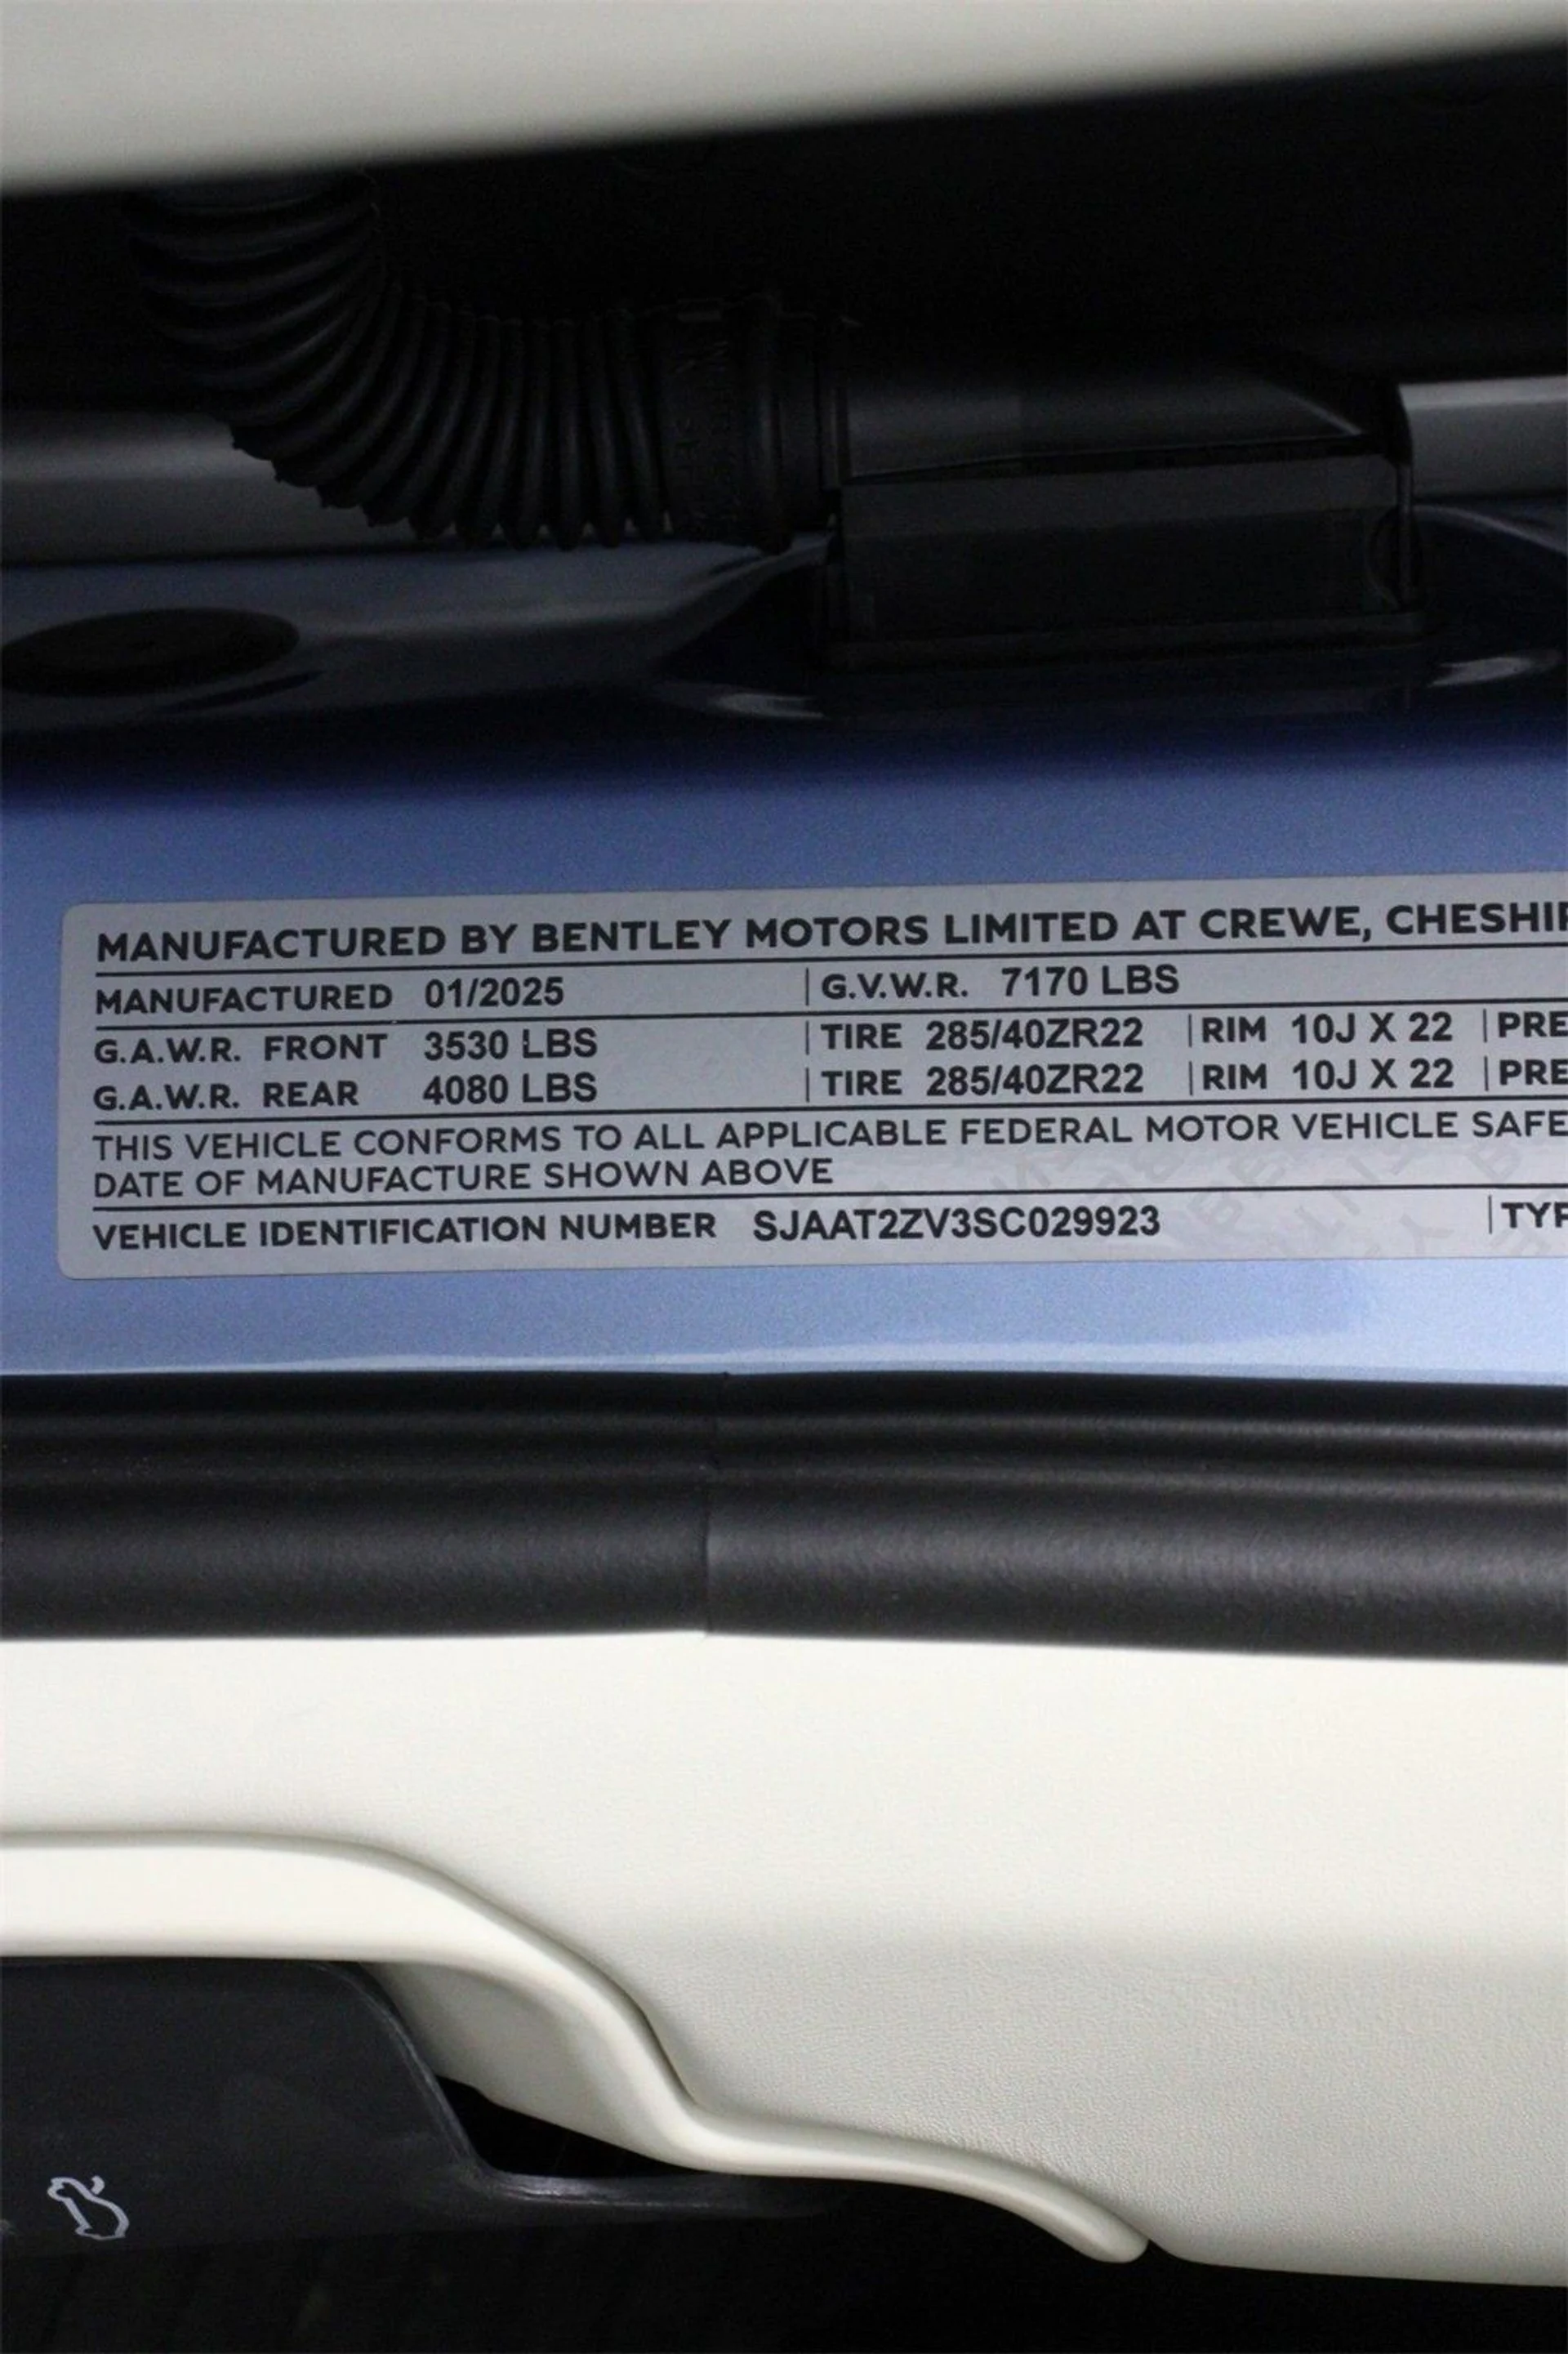 MANUFACTURED BY BENTLEY MOTORS LIMITED AT CREWE, CHESHI
MANUFACTURED 01/2025 | G.V.W.R. 7170 LBS
G.A.W.R. FRONT 3530 LBS | TIRE 285/40ZR22 | RIM 10J X 22 | PRE
G.A.W.R. REAR 4080 LBS | TIRE 285/40ZR22 | RIM 10J X 22 | PRE
THIS VEHICLE CONFORMS TO ALL APPLICABLE FEDERAL MOTOR VEHICLE SAFE
DATE OF MANUFACTURE SHOWN ABOVE
VEHICLE IDENTIFICATION NUMBER SJAAT2ZV3SC029923 | TYP